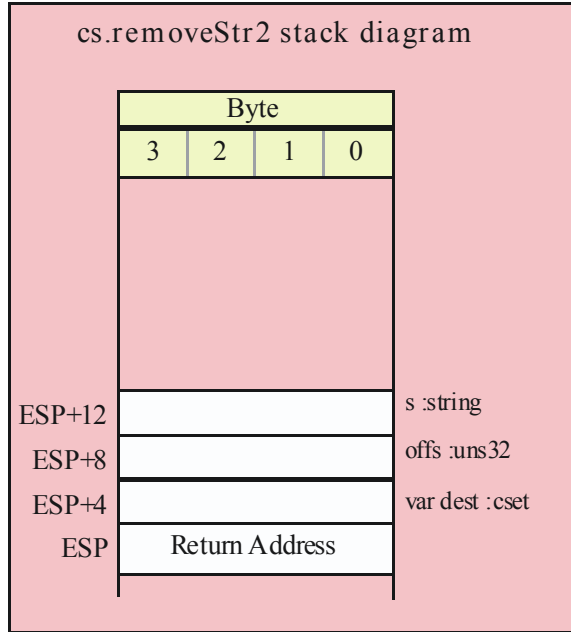 cs.removeStr2 stack diagram
Byte
3 2 1 0
ESP+12 s :string
ESP+8 offs :uns32
ESP+4 var dest :cset
ESP Return Address